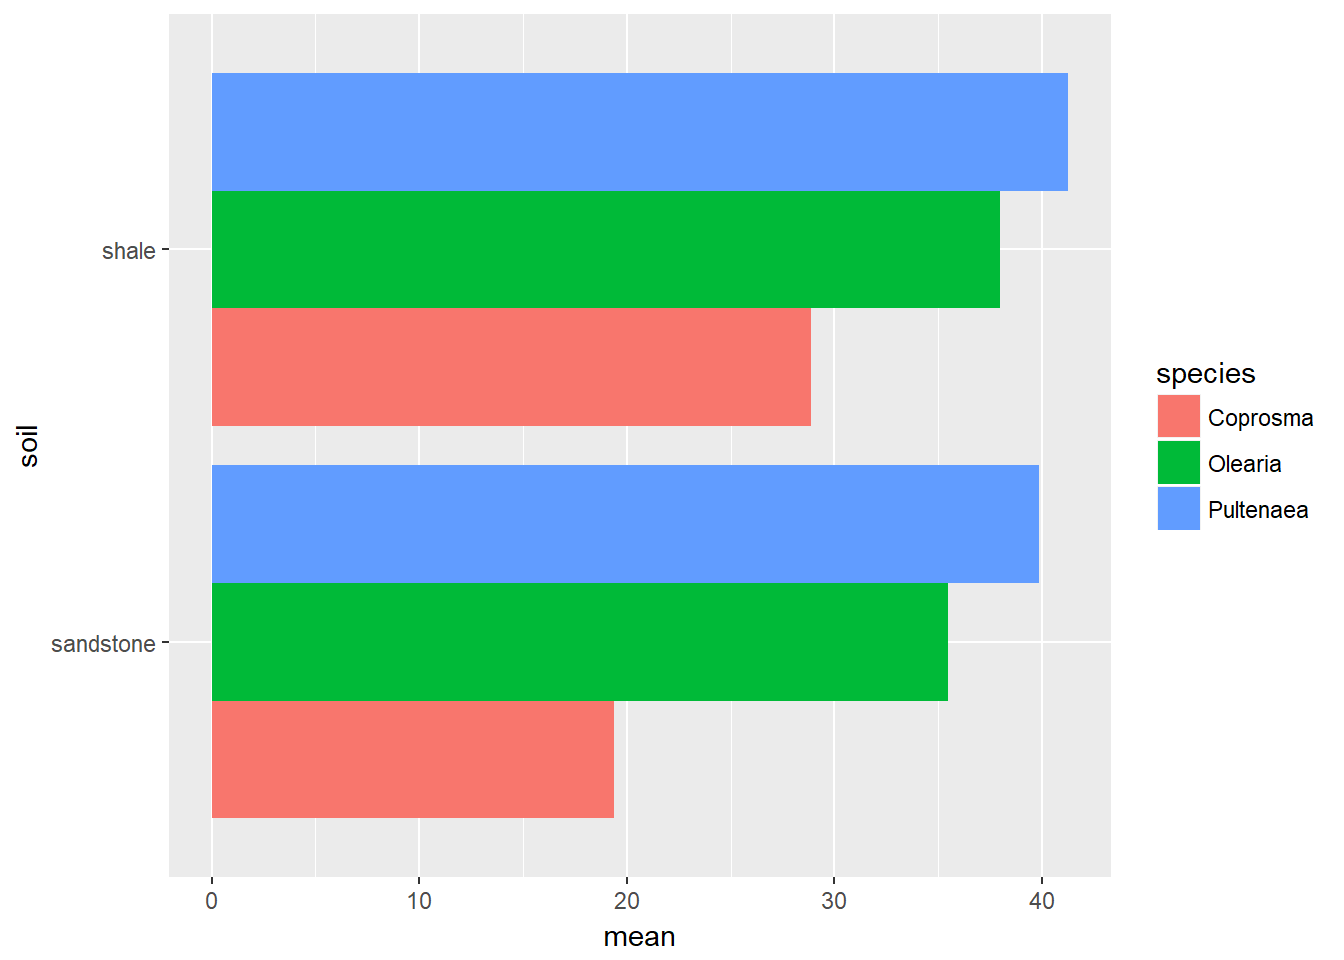 shale
sandstone
soil
0 10 20 30 40
mean
species
Coprosma
Olearia
Pultenaea